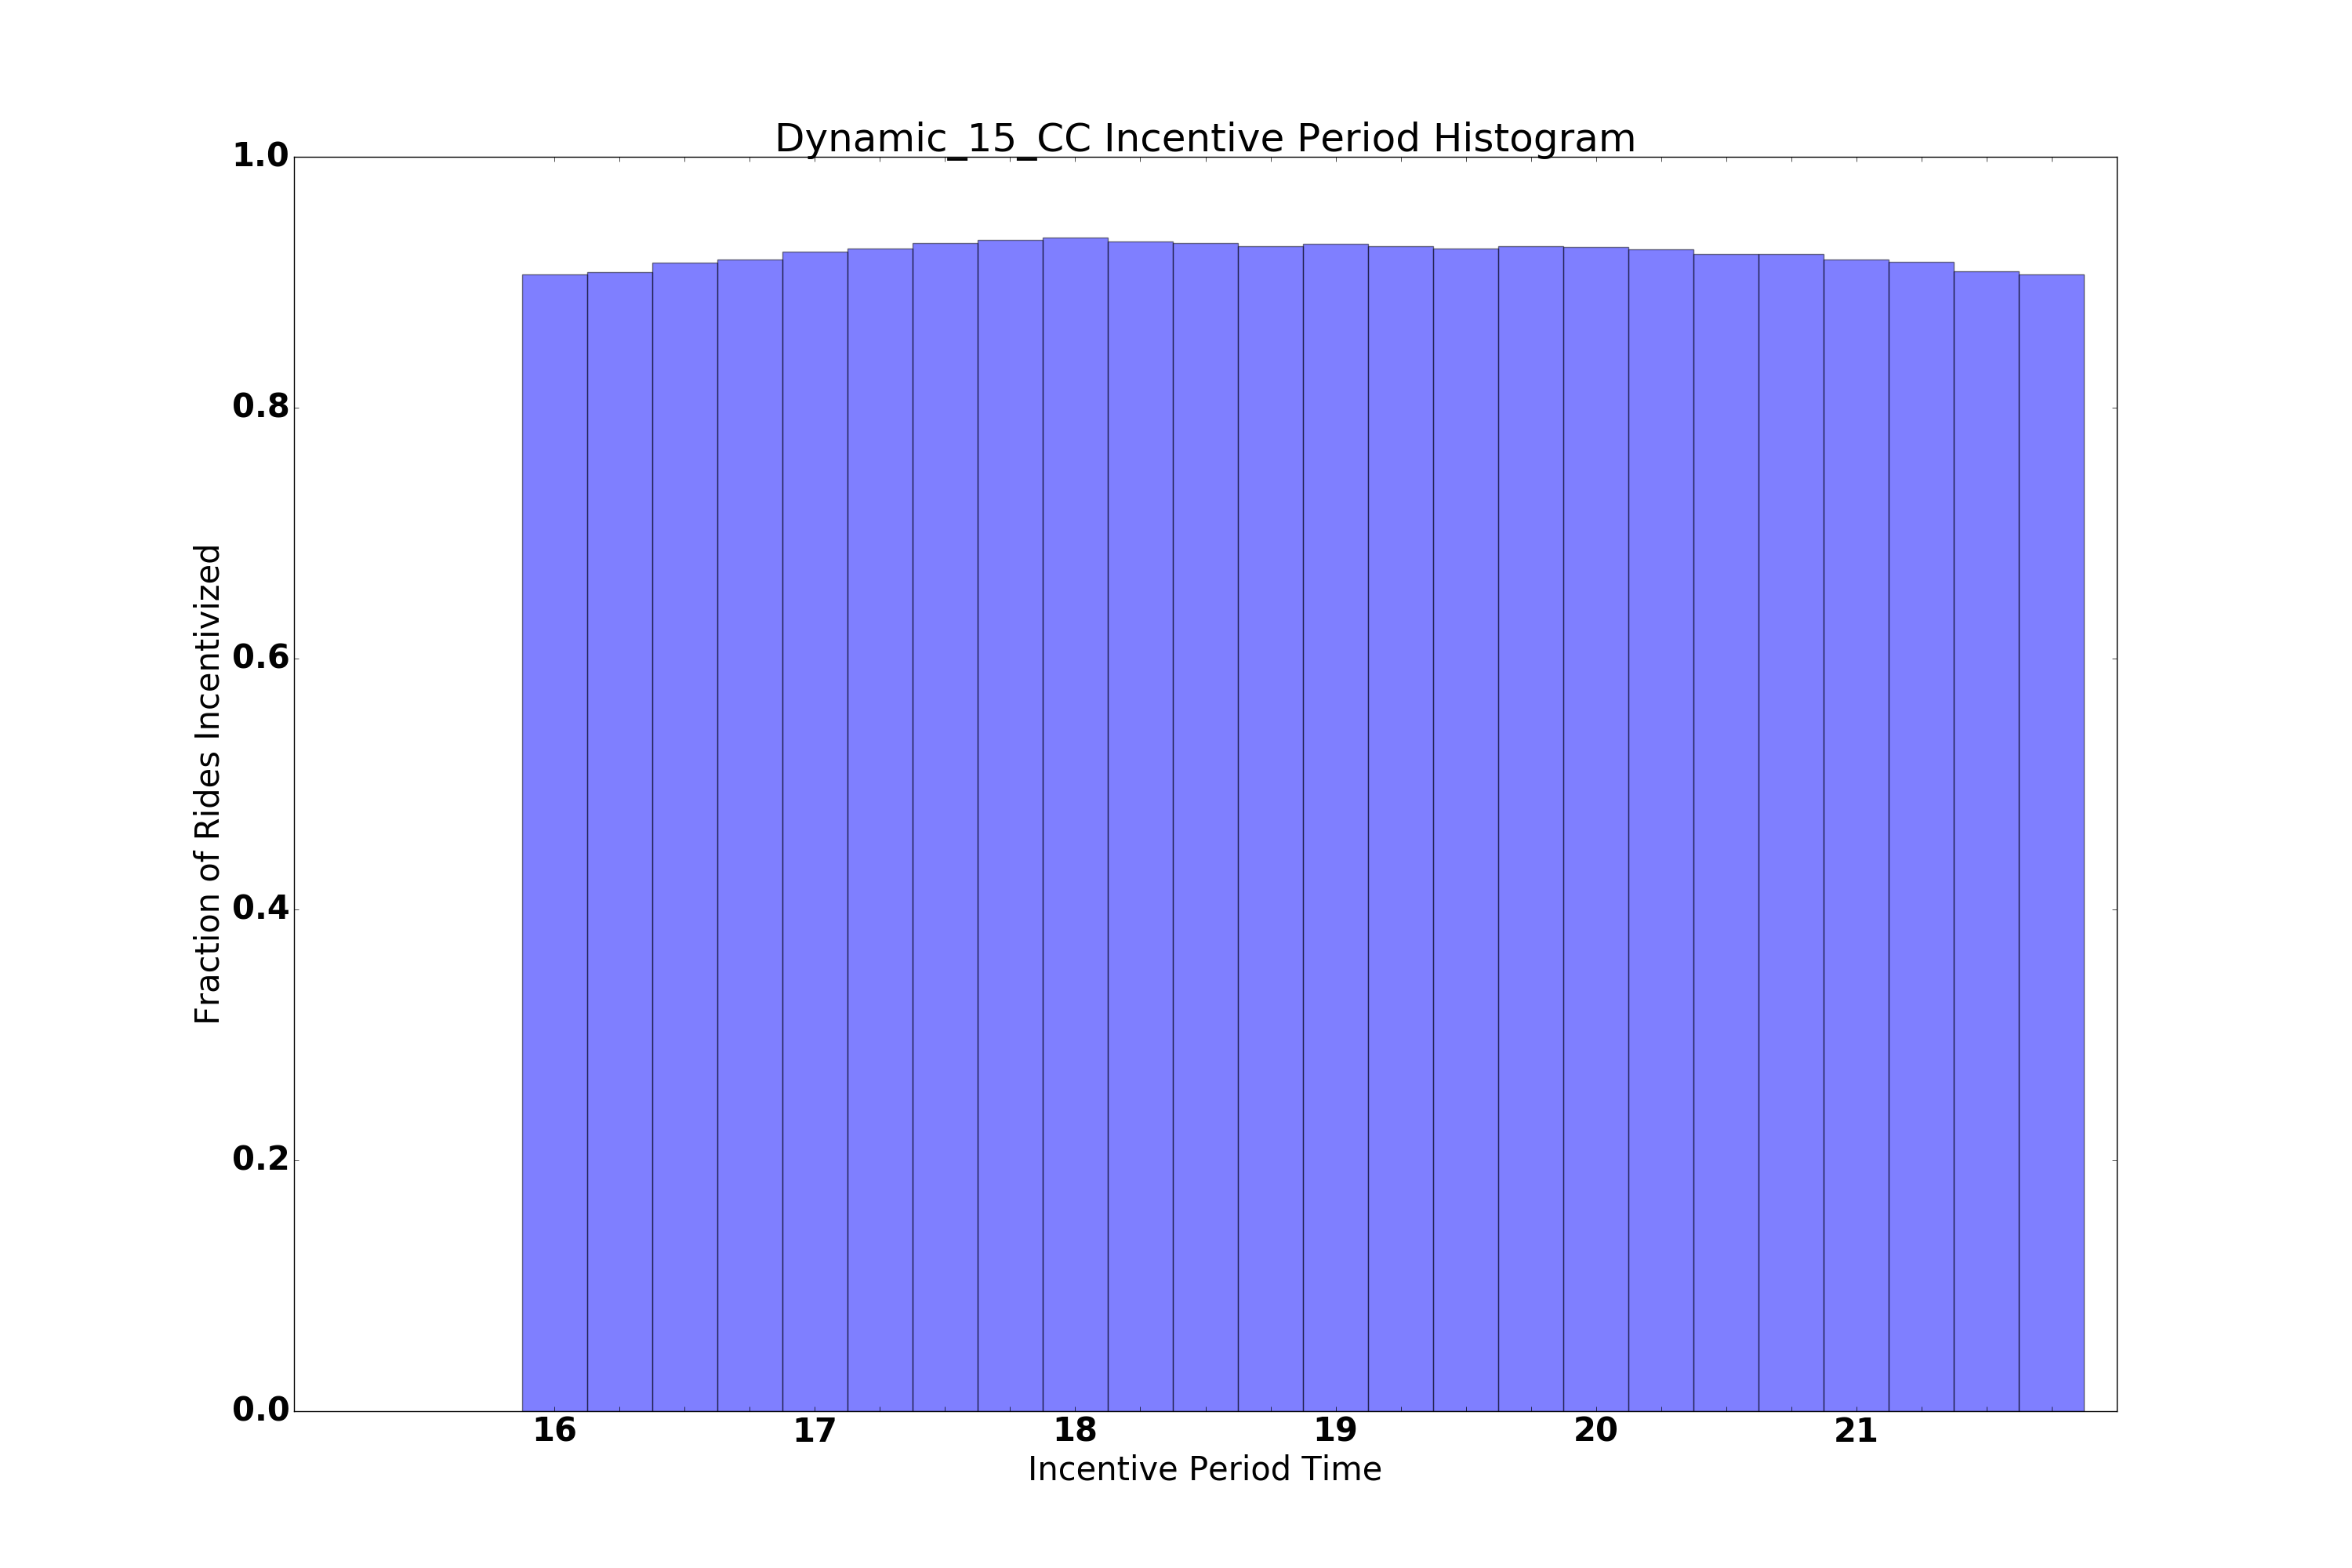 Dynamic_15_CC Incentive Period Histogram
1.0
0.8
0.6
0.4
0.2
0.0
Fraction of Rides Incentivized
16 17 18 19 20 21
Incentive Period Time